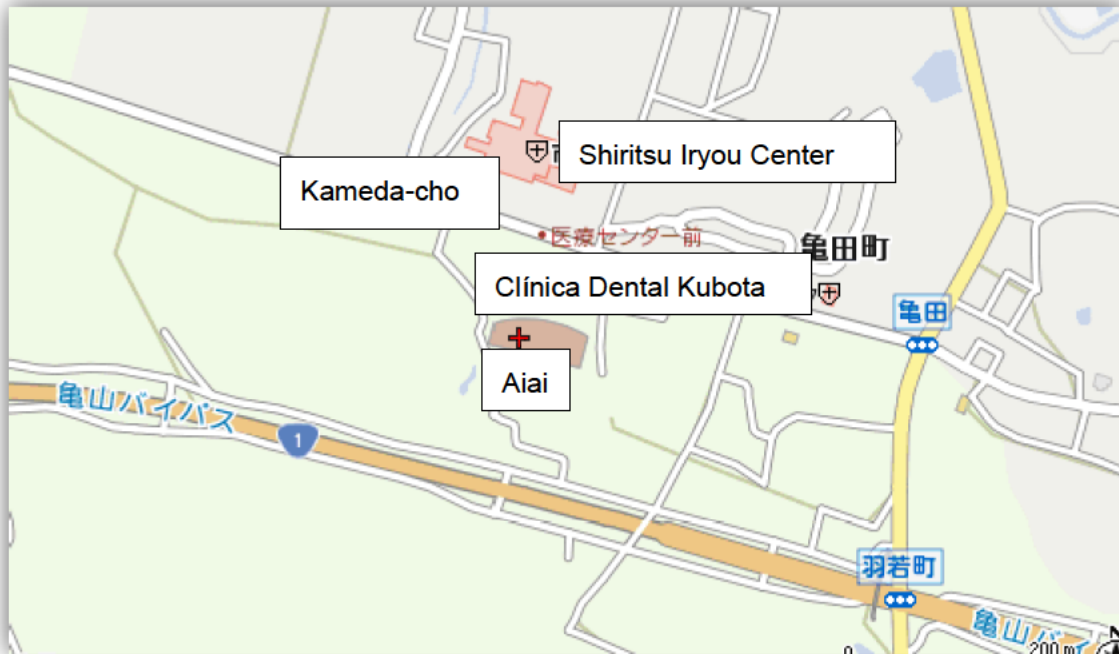 Shiritsu Iryou Center
Kameda-cho
医療センター前
亀田町
Clínica Dental Kubota
亀田
Aiai
亀山バイパス
1
羽若町
亀山バイ
0
200 m
N